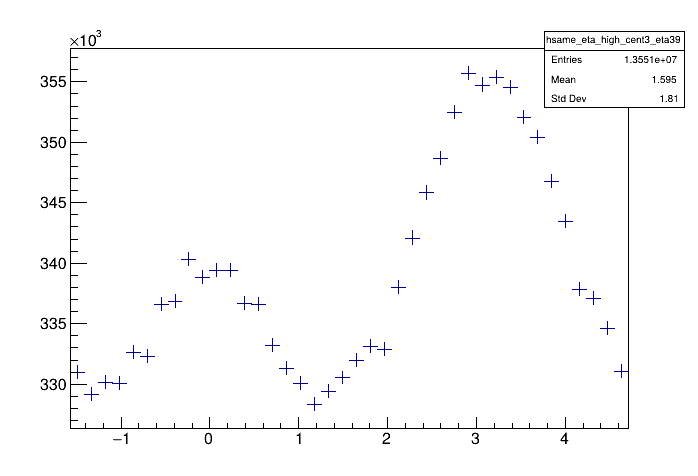 ×10³
hsame_eta_high_cent3_eta39
Entries 1.3551e+07
Mean 1.595
Std Dev 1.81
355
350
345
340
335
330
−1 0 1 2 3 4